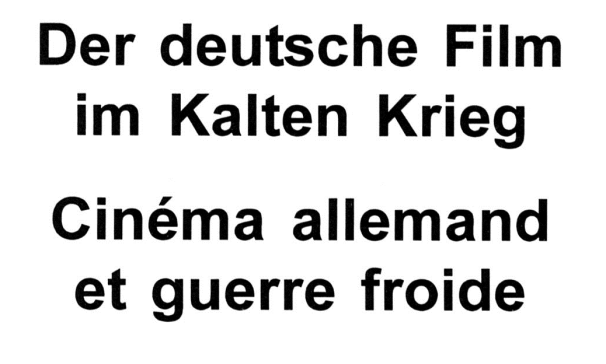 Der deutsche Film
im Kalten Krieg
Cinéma allemand
et guerre froide